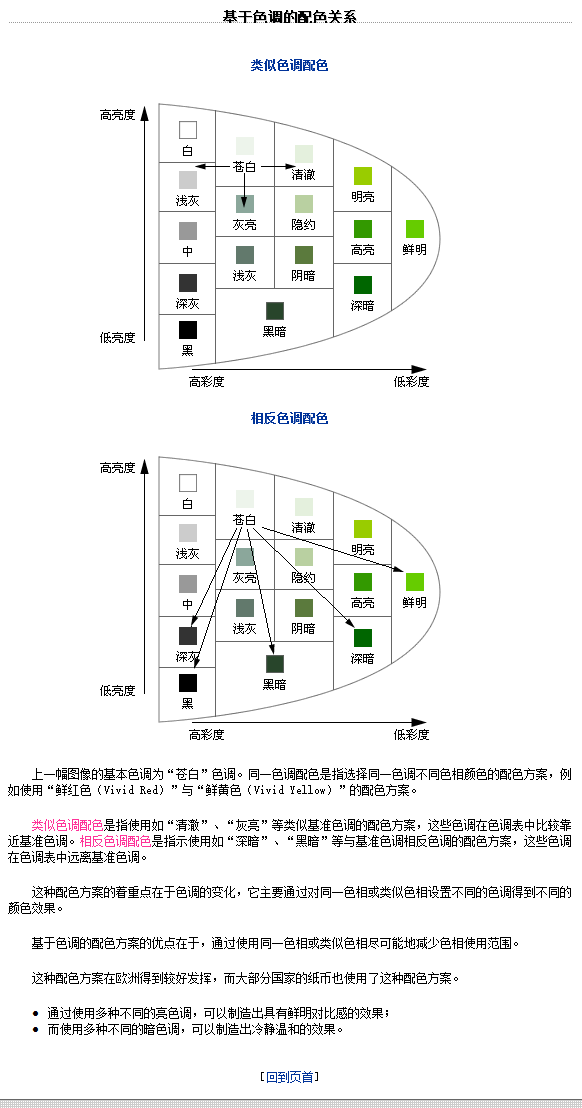 基于色调的配色关系
类似色调配色
高亮度
白
苍白
清澈
浅灰
明亮
灰亮
隐约
中
高亮
鲜明
浅灰
阴暗
深灰
深暗
黑暗
低亮度
黑
高彩度
低彩度
相反色调配色
高亮度
白
苍白
清澈
浅灰
明亮
灰亮
隐约
中
高亮
鲜明
浅灰
阴暗
深灰
深暗
黑暗
低亮度
黑
高彩度
低彩度
上一幅图像的基本色调为“苍白”色调。同一色调配色是指选择同一色调不同色相颜色的配色方案，例
如使用“鲜红色（Vivid Red）”与“鲜黄色（Vivid Yellow）”的配色方案。
类似色调配色是指使用如“清澈”、“灰亮”等类似基准色调的配色方案，这些色调在色调表中比较靠
近基准色调。相反色调配色是指示使用如“深暗”、“黑暗”等与基准色调相反色调的配色方案，这些色调
在色调表中远离基准色调。
这种配色方案的着重点在于色调的变化，它主要通过对同一色相或类似色相设置不同的色调得到不同的
颜色效果。
基于色调的配色方案的优点在于，通过使用同一色相或类似色相尽可能地减少色相使用范围。
这种配色方案在欧洲得到较好发挥，而大部分国家的纸币也使用了这种配色方案。
● 通过使用多种不同的亮色调，可以制造出具有鲜明对比感的效果；
● 而使用多种不同的暗色调，可以制造出冷静温和的效果。
[回到页首]